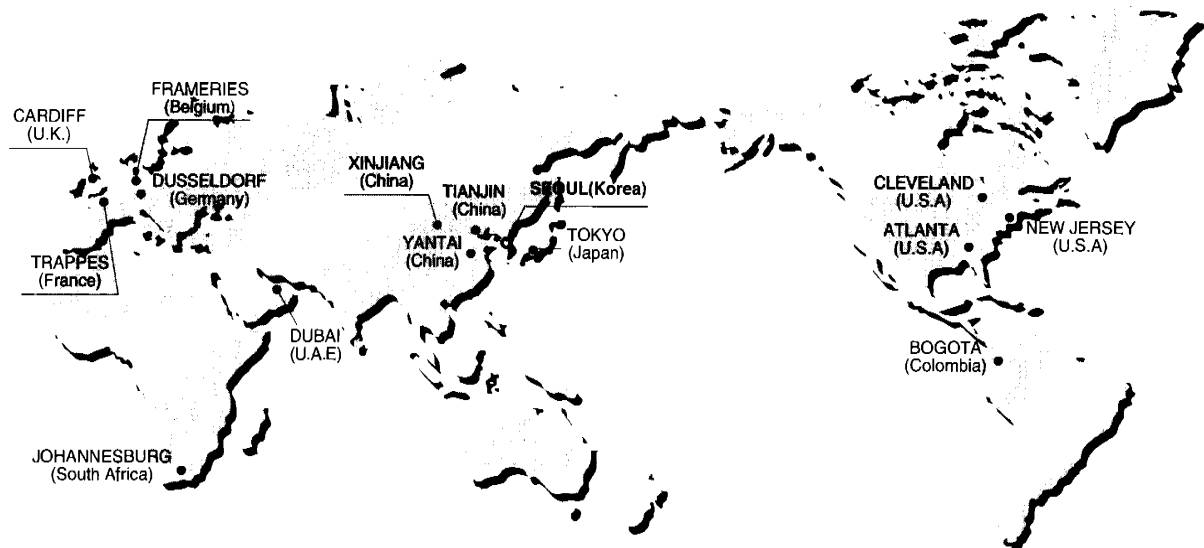 FRAMERIES
(Belgium)
CARDIFF
(U.K.)
DUSSELDORF
(Germany)
XINJIANG
(China)
TIANJIN
(China)
SEOUL(Korea)
CLEVELAND
(U.S.A)
YANTAI
(China)
TOKYO
(Japan)
ATLANTA
(U.S.A)
NEW JERSEY
(U.S.A)
TRAPPES
(France)
DUBAI
(U.A.E)
BOGOTA
(Colombia)
JOHANNESBURG
(South Africa)